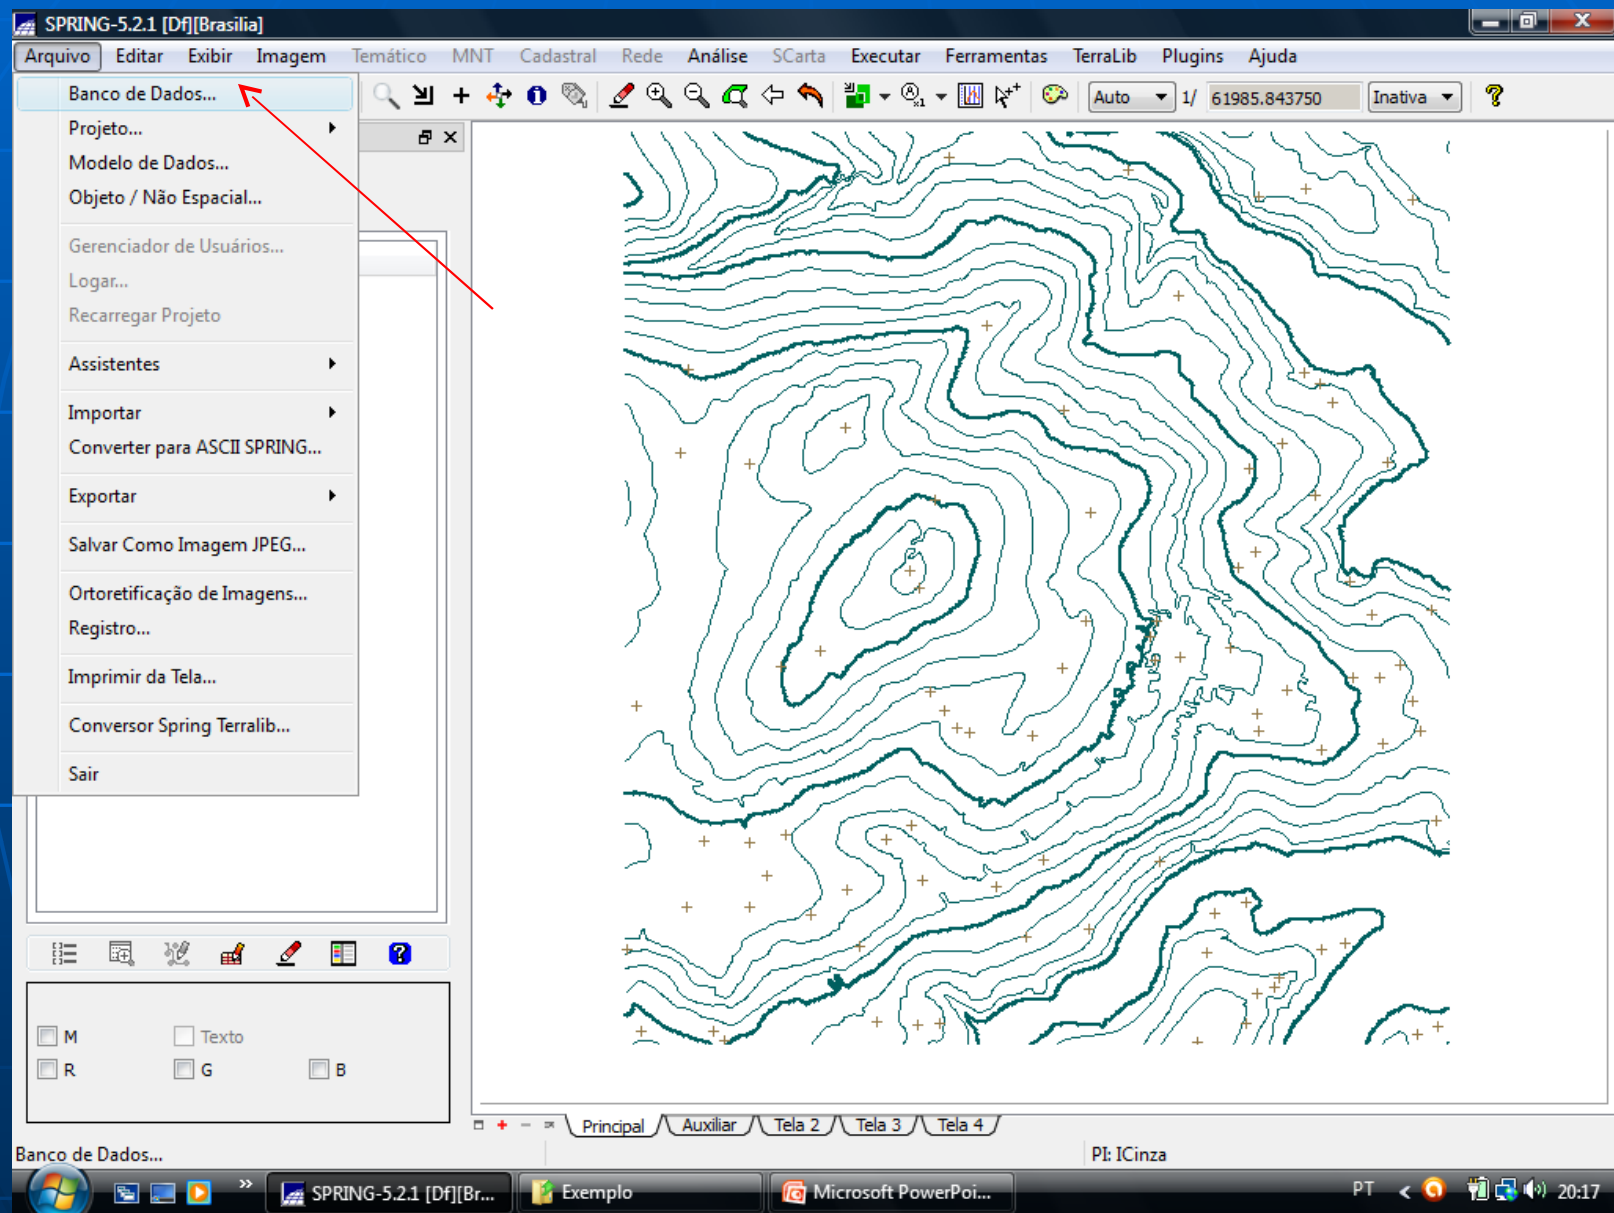 SPRING-5.2.1 [Df][Brasilia]
Arquivo Editar Exibir Imagem Temático MNT Cadastral Rede Análise SCarta Executar Ferramentas TerraLib Plugins Ajuda
Auto 1/ 61985.843750 Inativa
Banco de Dados...
Projeto...
Modelo de Dados...
Objeto / Não Espacial...
Gerenciador de Usuários...
Logar...
Recarregar Projeto
Assistentes
Importar
Converter para ASCII SPRING...
Exportar
Salvar Como Imagem JPEG...
Ortoretificação de Imagens...
Registro...
Imprimir da Tela...
Conversor Spring Terralib...
Sair
M Texto
R G B
Principal Auxiliar Tela 2 Tela 3 Tela 4
Banco de Dados... PI: ICinza
SPRING-5.2.1 [Df][Br... Exemplo Microsoft PowerPoi... PT 20:17